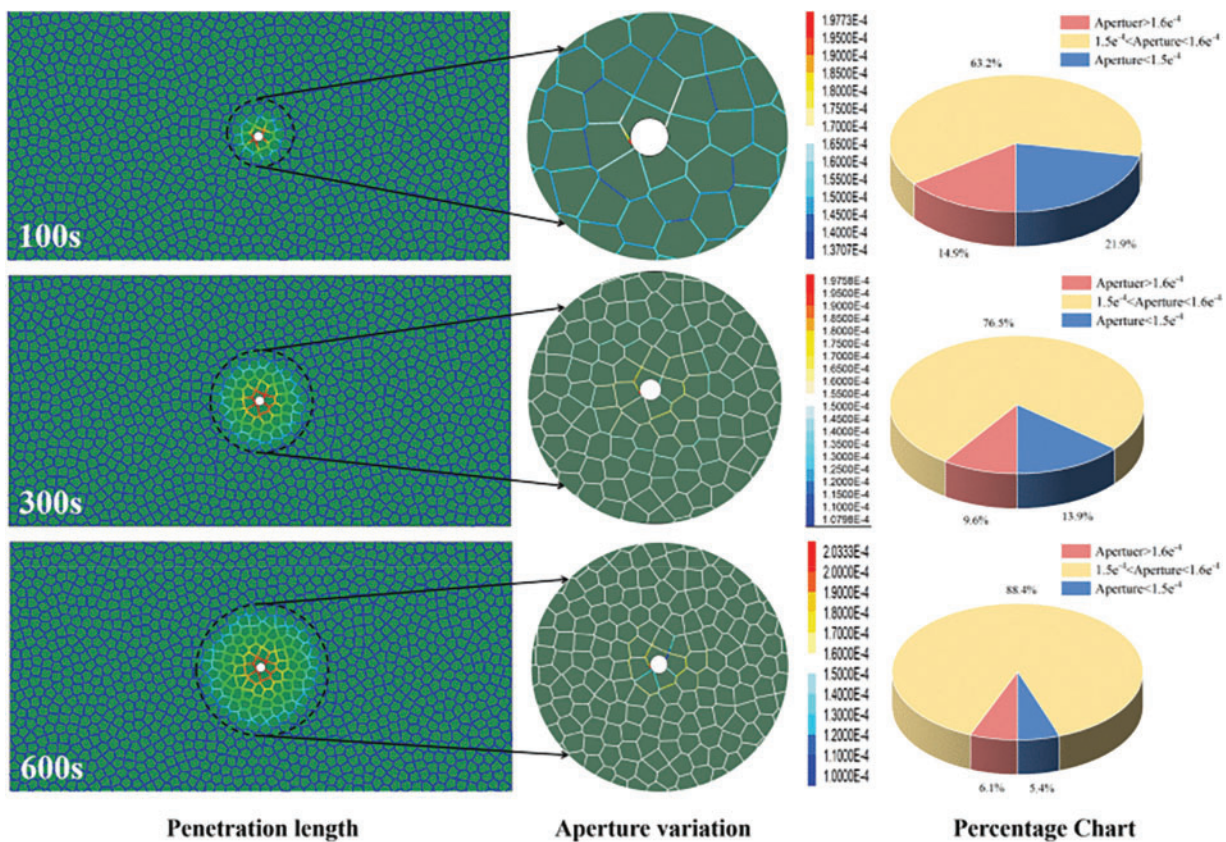 100s
1.9773E-4
1.9500E-4
1.9000E-4
1.8500E-4
1.8000E-4
1.7500E-4
1.7000E-4
1.6500E-4
1.6000E-4
1.5500E-4
1.5000E-4
1.4500E-4
1.4000E-4
1.3707E-4
Apertuer>1.6e⁻⁴
1.5e⁻⁴<Aperture<1.6e⁻⁴
Aperture<1.5e⁻⁴
63.2%
14.9%
21.9%
300s
1.9758E-4
1.9500E-4
1.9000E-4
1.8500E-4
1.8000E-4
1.7500E-4
1.7000E-4
1.6500E-4
1.6000E-4
1.5500E-4
1.5000E-4
1.4500E-4
1.4000E-4
1.3500E-4
1.3000E-4
1.2500E-4
1.2000E-4
1.1500E-4
1.1000E-4
1.0798E-4
Apertuer>1.6e⁻⁴
1.5e⁻⁴<Aperture<1.6e⁻⁴
Aperture<1.5e⁻⁴
76.5%
9.6%
13.9%
600s
2.0333E-4
2.0000E-4
1.9000E-4
1.8000E-4
1.7000E-4
1.6000E-4
1.5000E-4
1.4000E-4
1.3000E-4
1.2000E-4
1.1000E-4
1.0000E-4
Apertuer>1.6e⁻⁴
1.5e⁻⁴<Aperture<1.6e⁻⁴
Aperture<1.5e⁻⁴
88.4%
6.1%
5.4%
Penetration length
Aperture variation
Percentage Chart